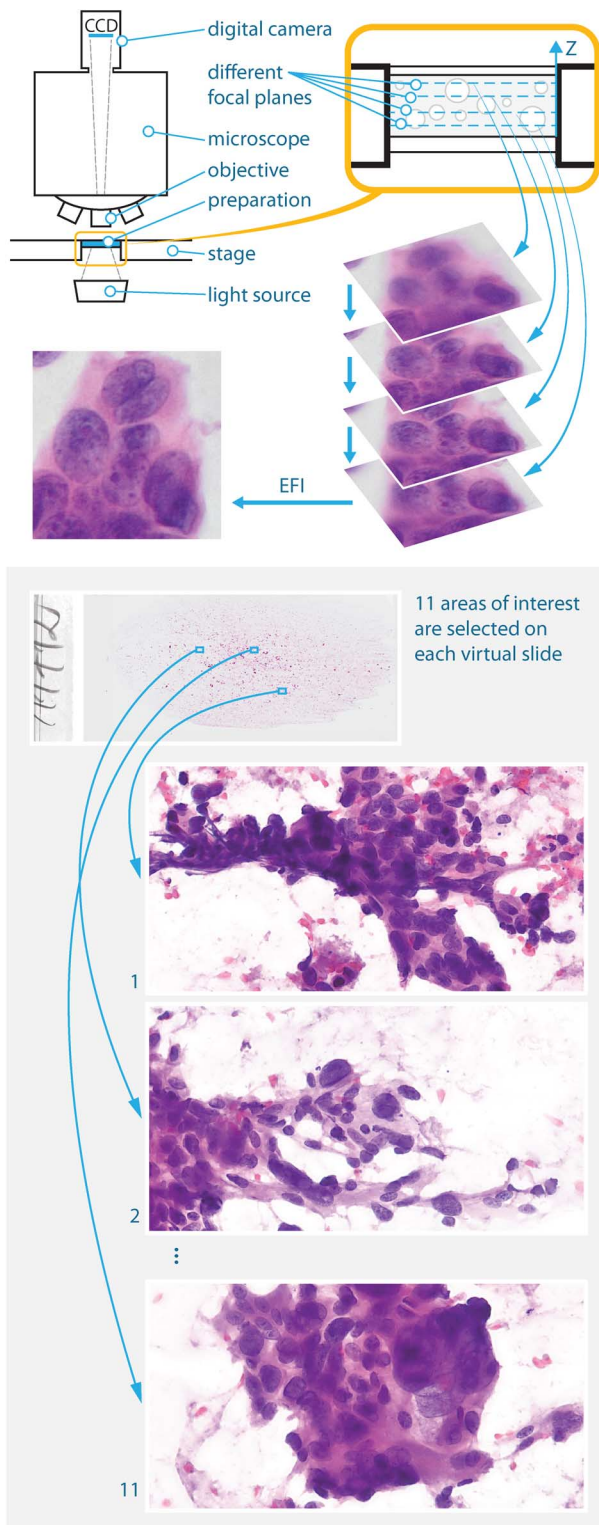 CCD
digital camera
different
focal planes
Z
microscope
objective
preparation
stage
light source
EFI
11 areas of interest
are selected on
each virtual slide
1
2
⋮
11